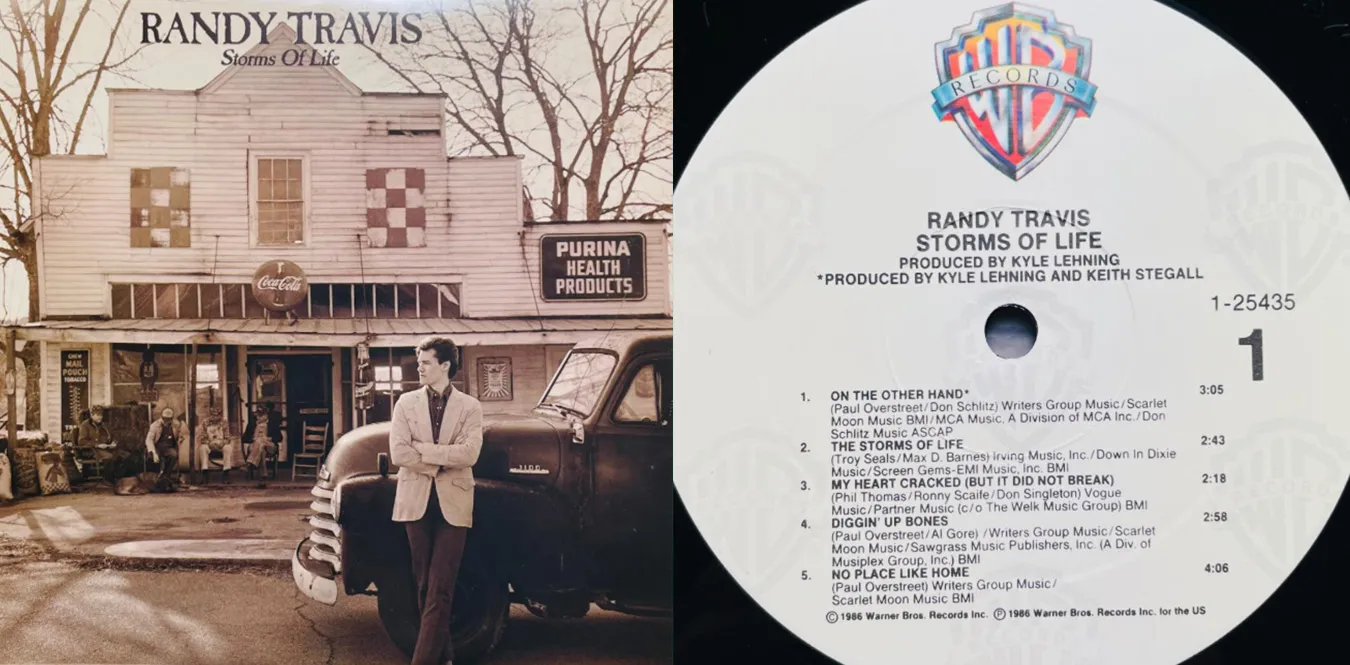 RANDY TRAVIS
Storms Of Life
PURINA
HEALTH
PRODUCTS
Coca-Cola
CHEW
MAIL
POUCH
TOBACCO
WB
RECORDS
RANDY TRAVIS
STORMS OF LIFE
PRODUCED BY KYLE LEHNING
*PRODUCED BY KYLE LEHNING AND KEITH STEGALL
1-25435
1
1. ON THE OTHER HAND* 3:05
(Paul Overstreet/Don Schlitz) Writers Group Music/Scarlet
Moon Music BMI/MCA Music, A Division of MCA Inc./Don
Schlitz Music ASCAP
2. THE STORMS OF LIFE 2:43
(Troy Seals/Max D. Barnes) Irving Music, Inc./Down In Dixie
Music/Screen Gems-EMI Music, Inc. BMI
3. MY HEART CRACKED (BUT IT DID NOT BREAK) 2:18
(Phil Thomas/Ronny Scaife/Don Singleton) Vogue
Music/Partner Music (c/o The Welk Music Group) BMI
4. DIGGIN' UP BONES 2:58
(Paul Overstreet/Al Gore) /Writers Group Music/Scarlet
Moon Music/Sawgrass Music Publishers, Inc. (A Div. of
Musiplex Group, Inc.) BMI
5. NO PLACE LIKE HOME 4:06
(Paul Overstreet) Writers Group Music/
Scarlet Moon Music BMI
© 1986 Warner Bros. Records Inc. ℗ 1986 Warner Bros. Records Inc. for the US